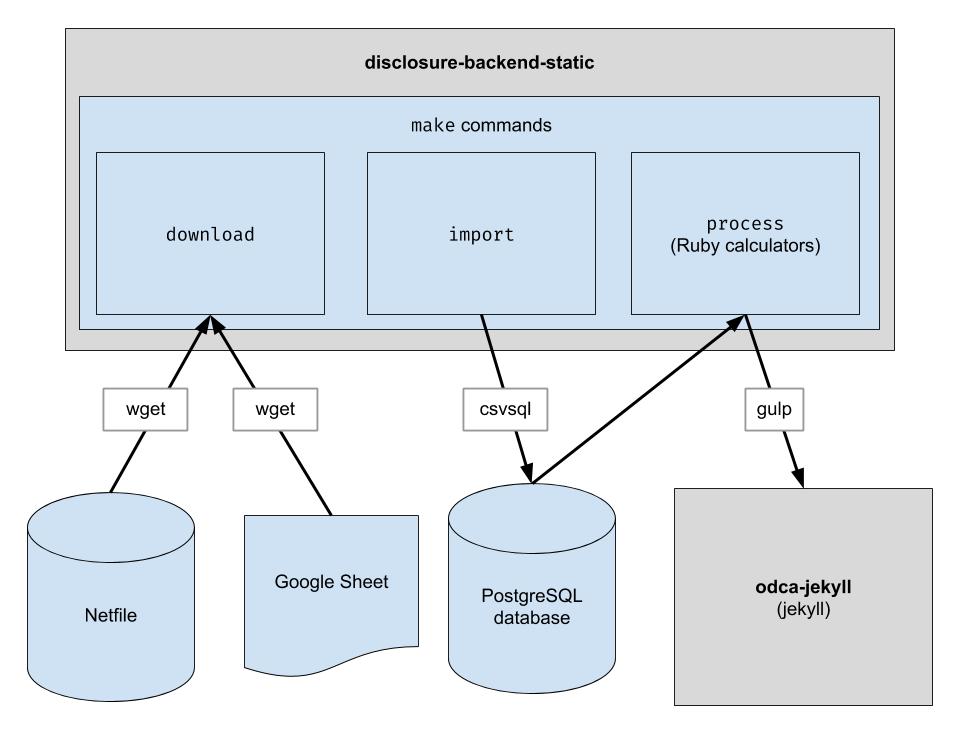 disclosure-backend-static
make commands
download
import
process
(Ruby calculators)
wget
wget
csvsql
gulp
Netfile
Google Sheet
PostgreSQL
database
odca-jekyll
(jekyll)